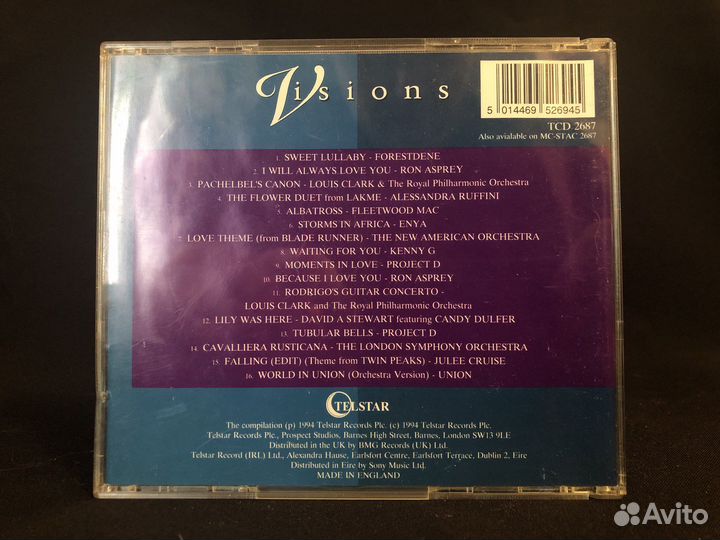 Visions
5 014469 526945
TCD 2687
Also avialable on MC-STAC 2687
1. SWEET LULLABY - FORESTDENE
2. I WILL ALWAYS LOVE YOU - RON ASPREY
3. PACHELBEL'S CANON - LOUIS CLARK & The Royal Philharmonic Orchestra
4. THE FLOWER DUET from LAKME - ALESSANDRA RUFFINI
5. ALBATROSS - FLEETWOOD MAC
6. STORMS IN AFRICA - ENYA
7. LOVE THEME (from BLADE RUNNER) - THE NEW AMERICAN ORCHESTRA
8. WAITING FOR YOU - KENNY G
9. MOMENTS IN LOVE - PROJECT D
10. BECAUSE I LOVE YOU - RON ASPREY
11. RODRIGO'S GUITAR CONCERTO -
LOUIS CLARK and The Royal Philharmonic Orchestra
12. LILY WAS HERE - DAVID A STEWART featuring CANDY DULFER
13. TUBULAR BELLS - PROJECT D
14. CAVALLIERA RUSTICANA - THE LONDON SYMPHONY ORCHESTRA
15. FALLING (EDIT) (Theme from TWIN PEAKS) - JULEE CRUISE
16. WORLD IN UNION (Orchestra Version) - UNION
TELSTAR
The compilation (p) 1994 Telstar Records Plc. (c) 1994 Telstar Records Plc.
Telstar Records Plc., Prospect Studios, Barnes High Street, Barnes, London SW13 9LE
Distributed in the UK by BMG Records (UK) Ltd.
Telstar Record (IRL) Ltd., Alexandra Hause, Earlsfort Centre, Earlsfort Terrace, Dublin 2, Eire
Distributed in Eire by Sony Music Ltd.
MADE IN ENGLAND
Avito